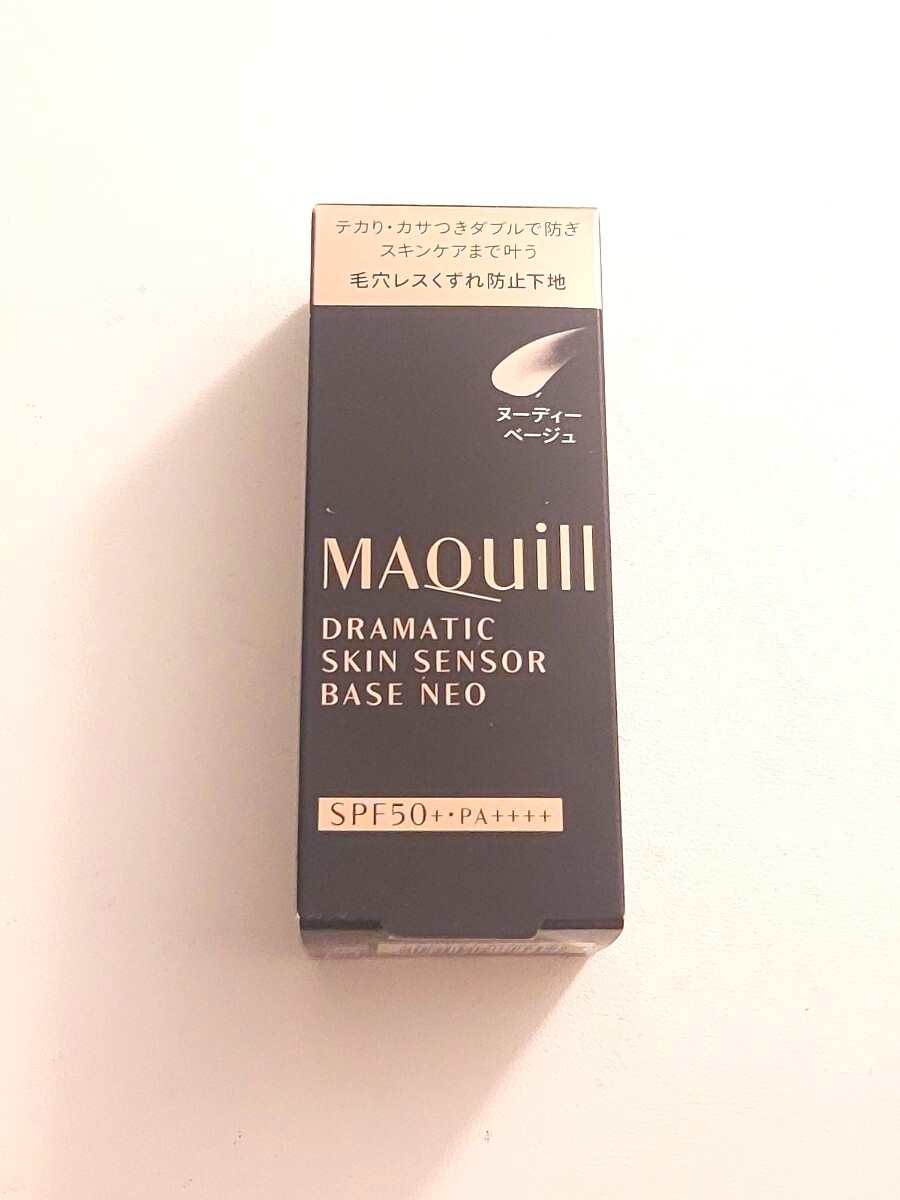 テカリ・カサつきダブルで防ぎ
スキンケアまで叶う
毛穴レスくずれ防止下地
ヌーディー
ベージュ
MAQuill
DRAMATIC
SKIN SENSOR
BASE NEO
SPF50+・PA++++